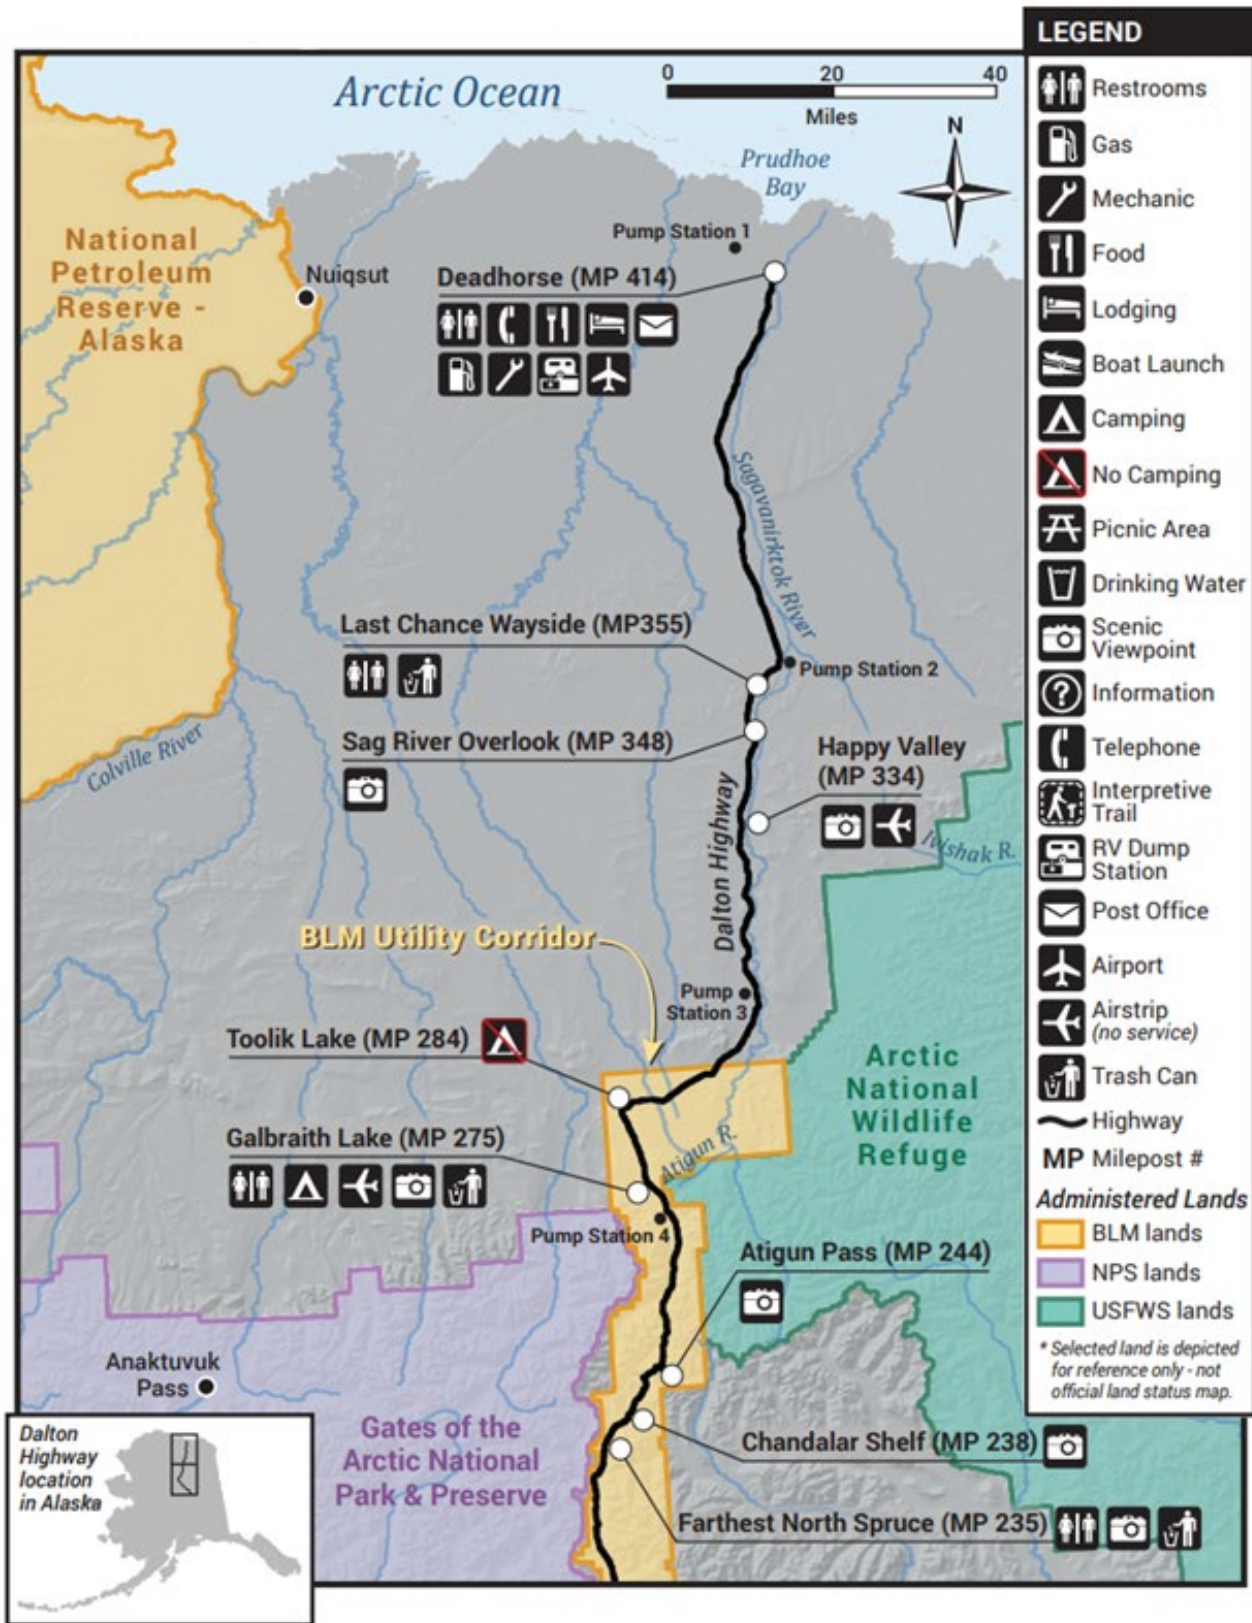 LEGEND
Restrooms
Gas
Mechanic
Food
Lodging
Boat Launch
Camping
No Camping
Picnic Area
Drinking Water
Scenic
Viewpoint
Information
Telephone
Interpretive
Trail
RV Dump
Station
Post Office
Airport
Airstrip
(no service)
Trash Can
Highway
MP Milepost #
Administered Lands
BLM lands
NPS lands
USFWS lands
* Selected land is depicted
for reference only - not
official land status map.
Arctic Ocean
0 20 40
Miles
N
Prudhoe
Bay
Pump Station 1
National
Petroleum
Reserve -
Alaska
Nuiqsut
Deadhorse (MP 414)
Sagavanirktok River
Last Chance Wayside (MP355)
Pump Station 2
Colville River
Sag River Overlook (MP 348)
Happy Valley
(MP 334)
Dalton Highway
Ivishak R.
BLM Utility Corridor
Pump
Station 3
Toolik Lake (MP 284)
Arctic
National
Wildlife
Refuge
Galbraith Lake (MP 275)
Atigun R.
Pump Station 4
Atigun Pass (MP 244)
Anaktuvuk
Pass
Gates of the
Arctic National
Park & Preserve
Chandalar Shelf (MP 238)
Farthest North Spruce (MP 235)
Dalton
Highway
location
in Alaska